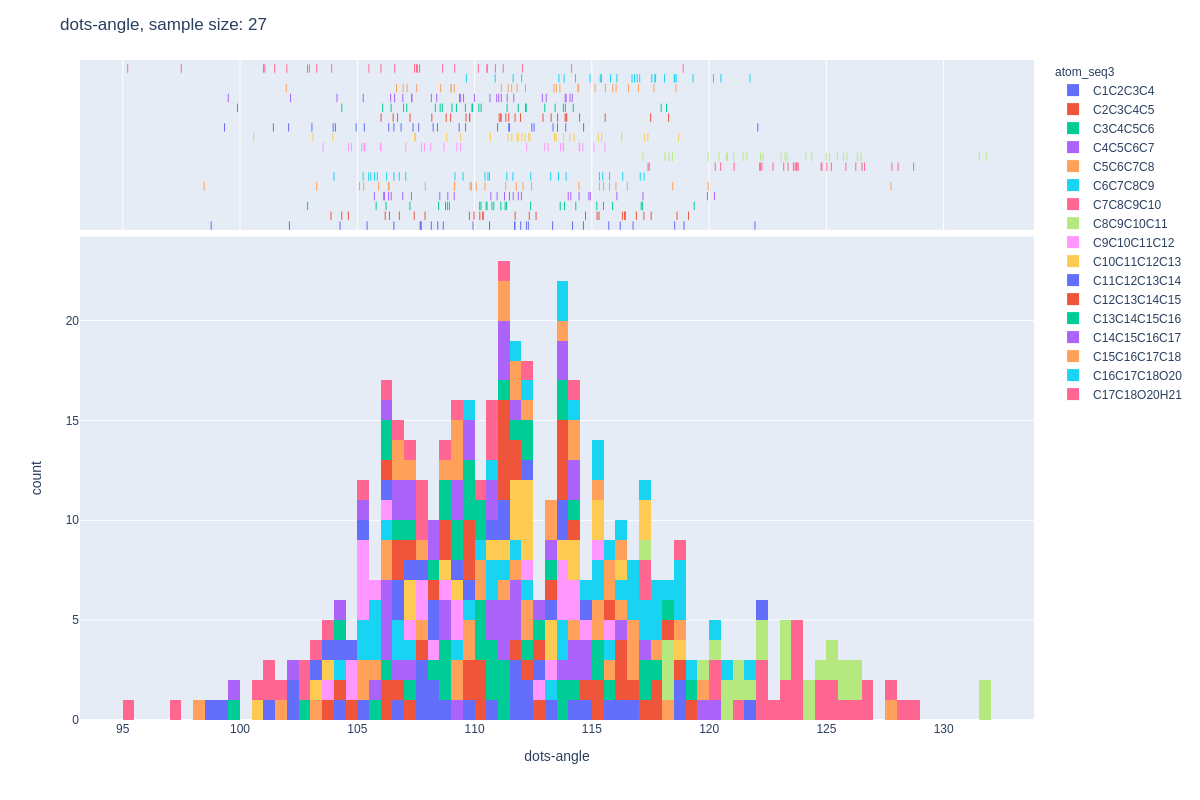 dots-angle, sample size: 27
atom_seq3
C1C2C3C4
C2C3C4C5
C3C4C5C6
C4C5C6C7
C5C6C7C8
C6C7C8C9
C7C8C9C10
C8C9C10C11
C9C10C11C12
C10C11C12C13
C11C12C13C14
C12C13C14C15
C13C14C15C16
C14C15C16C17
C15C16C17C18
C16C17C18O20
C17C18O20H21
20
15
10
5
0
count
95 100 105 110 115 120 125 130
dots-angle